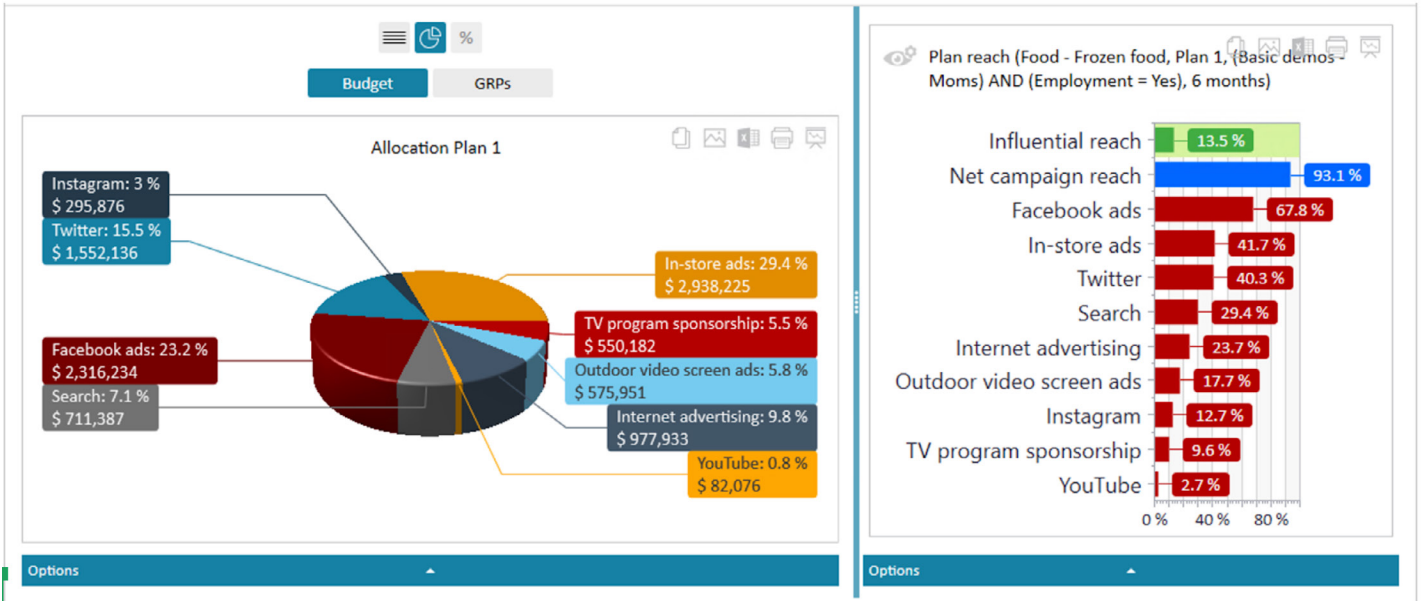 %
Budget
GRPs
Allocation Plan 1
Instagram: 3 %
$ 295,876
Twitter: 15.5 %
$ 1,552,136
Facebook ads: 23.2 %
$ 2,316,234
Search: 7.1 %
$ 711,387
In-store ads: 29.4 %
$ 2,938,225
TV program sponsorship: 5.5 %
$ 550,182
Outdoor video screen ads: 5.8 %
$ 575,951
Internet advertising: 9.8 %
$ 977,933
YouTube: 0.8 %
$ 82,076
Options
Plan reach (Food - Frozen food, Plan 1, (Basic demos -
Moms) AND (Employment = Yes), 6 months)
Influential reach 13.5 %
Net campaign reach 93.1 %
Facebook ads 67.8 %
In-store ads 41.7 %
Twitter 40.3 %
Search 29.4 %
Internet advertising 23.7 %
Outdoor video screen ads 17.7 %
Instagram 12.7 %
TV program sponsorship 9.6 %
YouTube 2.7 %
0 % 40 % 80 %
Options